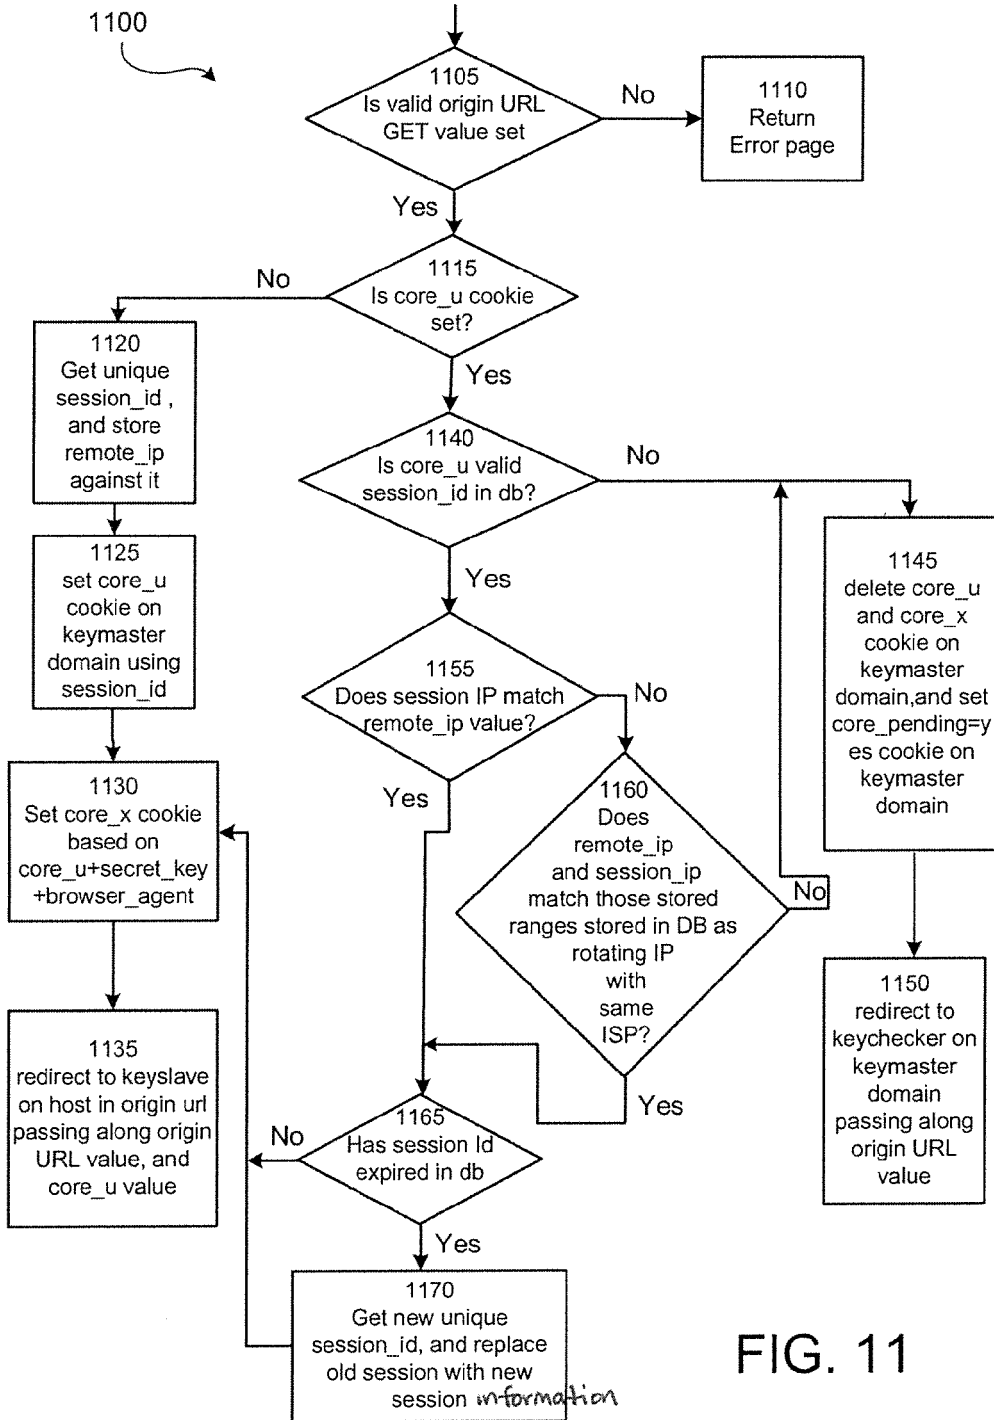 1100
1105
Is valid origin URL
GET value set
No
1110
Return
Error page
Yes
1115
Is core_u cookie
set?
No
1120
Get unique
session_id ,
and store
remote_ip
against it
Yes
1140
Is core_u valid
session_id in db?
No
1125
set core_u
cookie on
keymaster
domain using
session_id
Yes
1145
delete core_u
and core_x
cookie on
keymaster
domain,and set
core_pending=y
es cookie on
keymaster
domain
1155
Does session IP match
remote_ip value?
No
Yes
1130
Set core_x cookie
based on
core_u+secret_key
+browser_agent
1160
Does
remote_ip
and session_ip
match those stored
ranges stored in DB as
rotating IP
with
same
ISP?
No
1150
redirect to
keychecker on
keymaster
domain
passing along
origin URL
value
1135
redirect to keyslave
on host in origin url
passing along origin
URL value, and
core_u value
Yes
1165
Has session Id
expired in db
No
Yes
1170
Get new unique
session_id, and replace
old session with new
session information
FIG. 11